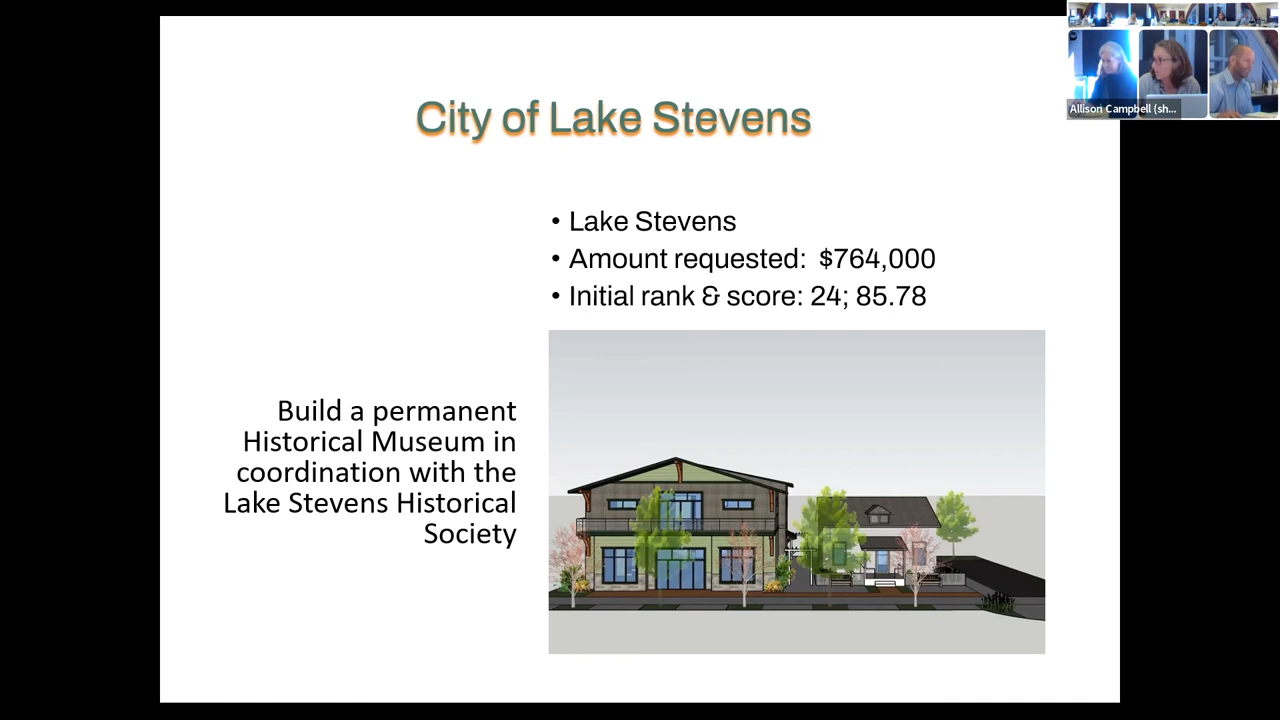 City of Lake Stevens
• Lake Stevens
• Amount requested: $764,000
• Initial rank & score: 24; 85.78
Build a permanent
Historical Museum in
coordination with the
Lake Stevens Historical
Society
Allison Campbell (sh...